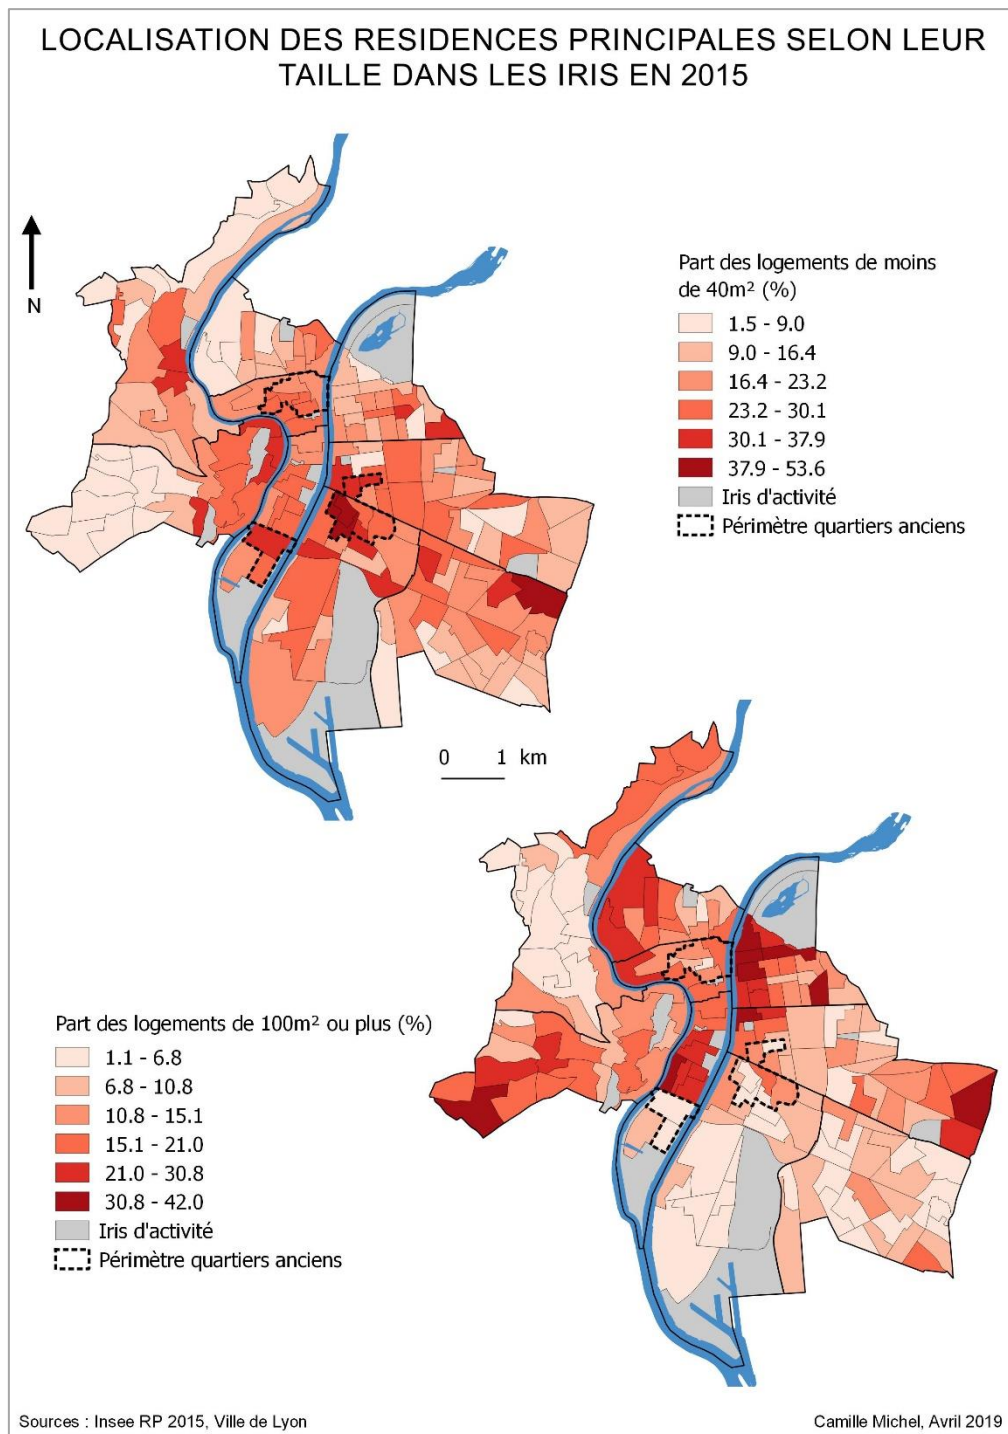 LOCALISATION DES RESIDENCES PRINCIPALES SELON LEUR
TAILLE DANS LES IRIS EN 2015
N
Part des logements de moins
de 40m² (%)
1.5 - 9.0
9.0 - 16.4
16.4 - 23.2
23.2 - 30.1
30.1 - 37.9
37.9 - 53.6
Iris d'activité
Périmètre quartiers anciens
0 1 km
Part des logements de 100m² ou plus (%)
1.1 - 6.8
6.8 - 10.8
10.8 - 15.1
15.1 - 21.0
21.0 - 30.8
30.8 - 42.0
Iris d'activité
Périmètre quartiers anciens
Sources : Insee RP 2015, Ville de Lyon
Camille Michel, Avril 2019